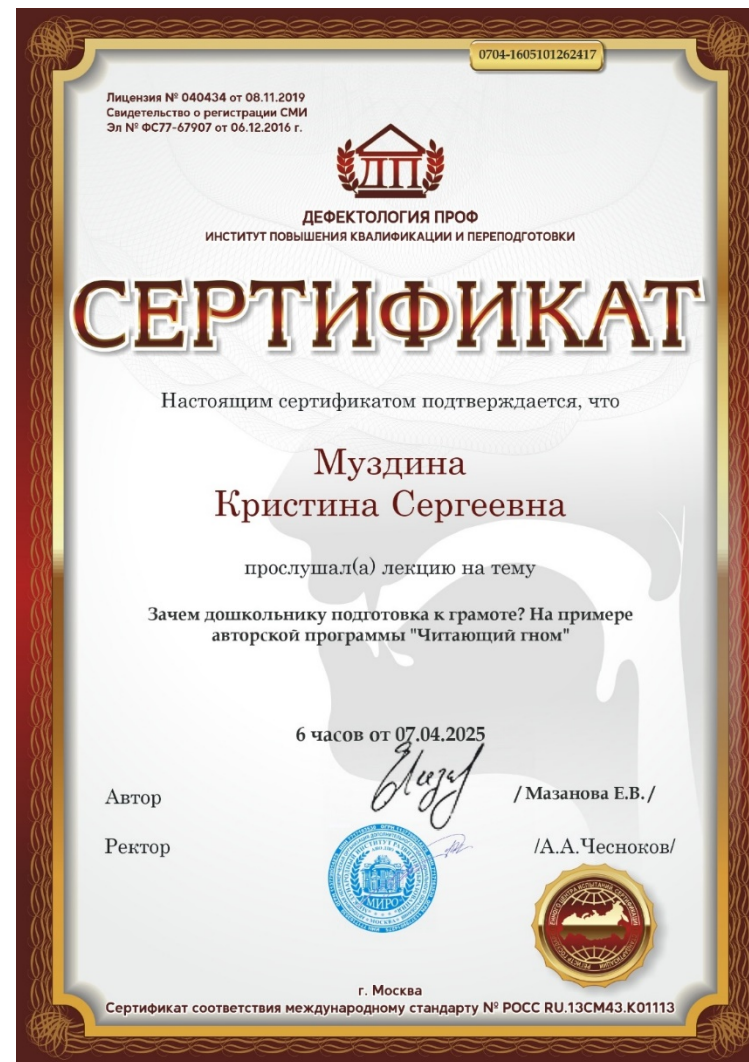 0704-1605101262417
Лицензия № 040434 от 08.11.2019
Свидетельство о регистрации СМИ
Эл № ФС77-67907 от 06.12.2016 г.
ДП
ДЕФЕКТОЛОГИЯ ПРОФ
ИНСТИТУТ ПОВЫШЕНИЯ КВАЛИФИКАЦИИ И ПЕРЕПОДГОТОВКИ
СЕРТИФИКАТ
Настоящим сертификатом подтверждается, что
Муздина
Кристина Сергеевна
прослушал(а) лекцию на тему
Зачем дошкольнику подготовка к грамоте? На примере
авторской программы "Читающий гном"
6 часов от 07.04.2025
Автор
/ Мазанова Е.В. /
Ректор
/А.А.Чесноков/
МИРО
г. Москва
Сертификат соответствия международному стандарту № РОСС RU.13СМ43.К01113